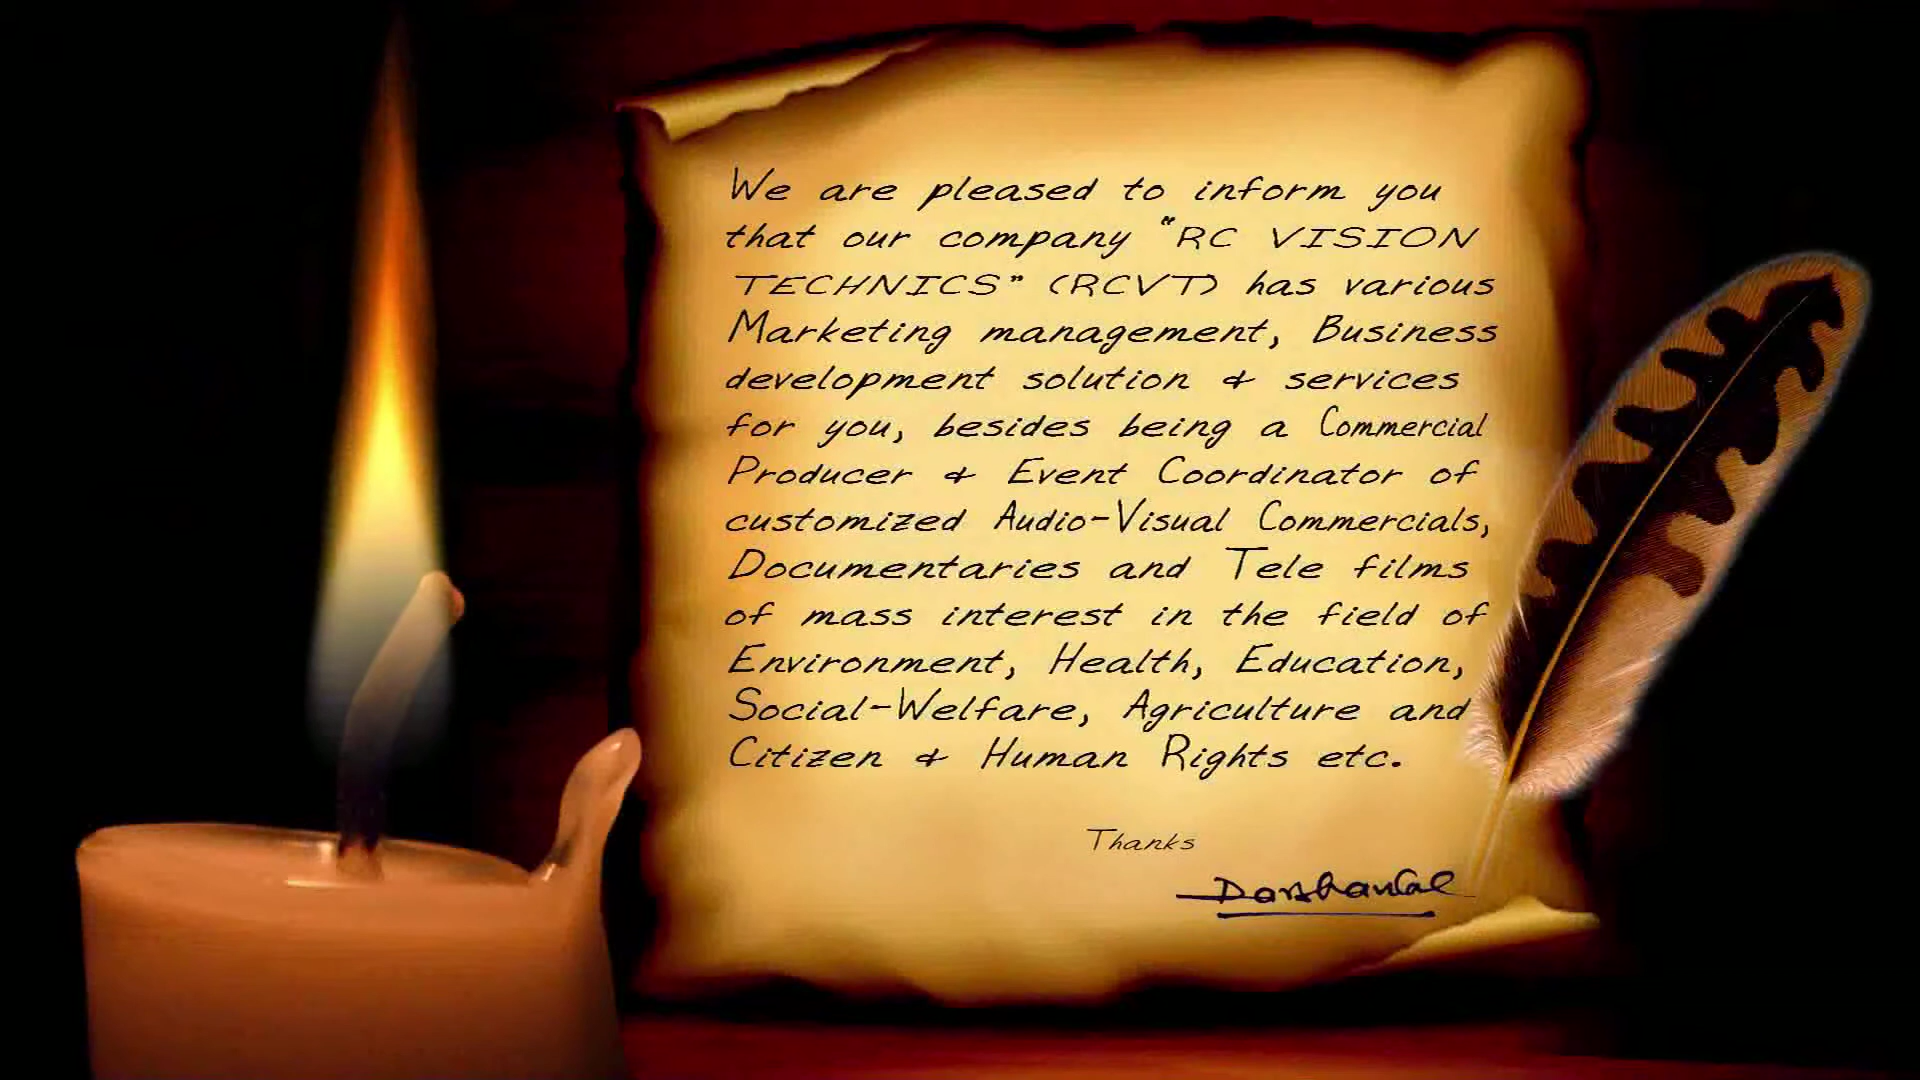 We are pleased to inform you
that our company "RC VISION
TECHNICS" (RCVT) has various
Marketing management, Business
development solution & services
for you, besides being a Commercial
Producer & Event Coordinator of
customized Audio-Visual Commercials,
Documentaries and Tele films
of mass interest in the field of
Environment, Health, Education,
Social-Welfare, Agriculture and
Citizen & Human Rights etc.
Thanks